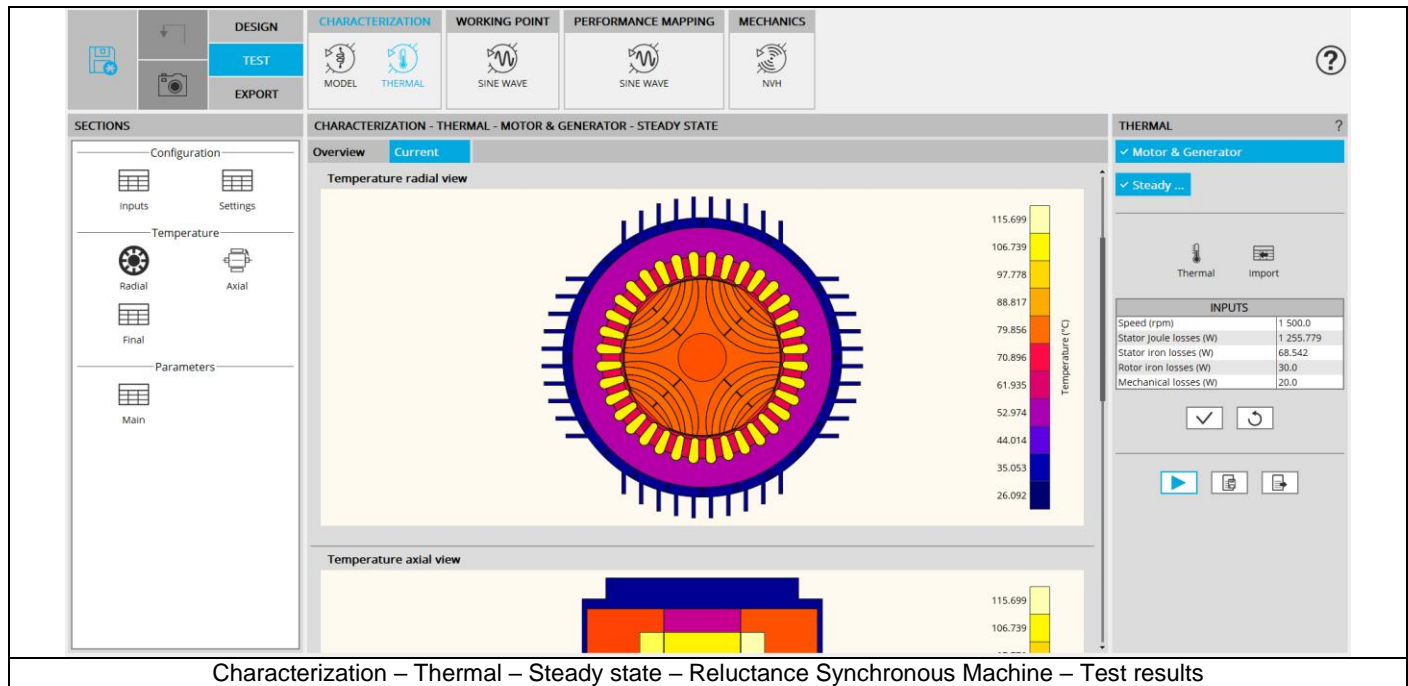 DESIGN
TEST
EXPORT
CHARACTERIZATION
MODEL
THERMAL
WORKING POINT
SINE WAVE
PERFORMANCE MAPPING
SINE WAVE
MECHANICS
NVH
?
SECTIONS
Configuration
Inputs
Settings
Temperature
Radial
Axial
Final
Parameters
Main
CHARACTERIZATION - THERMAL - MOTOR & GENERATOR - STEADY STATE
Overview
Current
Temperature radial view
115.699
106.739
97.778
88.817
79.856
70.896
61.935
52.974
44.014
35.053
26.092
Temperature (°C)
Temperature axial view
115.699
106.739
THERMAL ?
✓ Motor & Generator
✓ Steady ...
Thermal
Import
INPUTS
Speed (rpm) 1 500.0
Stator Joule losses (W) 1 255.779
Stator iron losses (W) 68.542
Rotor iron losses (W) 30.0
Mechanical losses (W) 20.0
Characterization – Thermal – Steady state – Reluctance Synchronous Machine – Test results